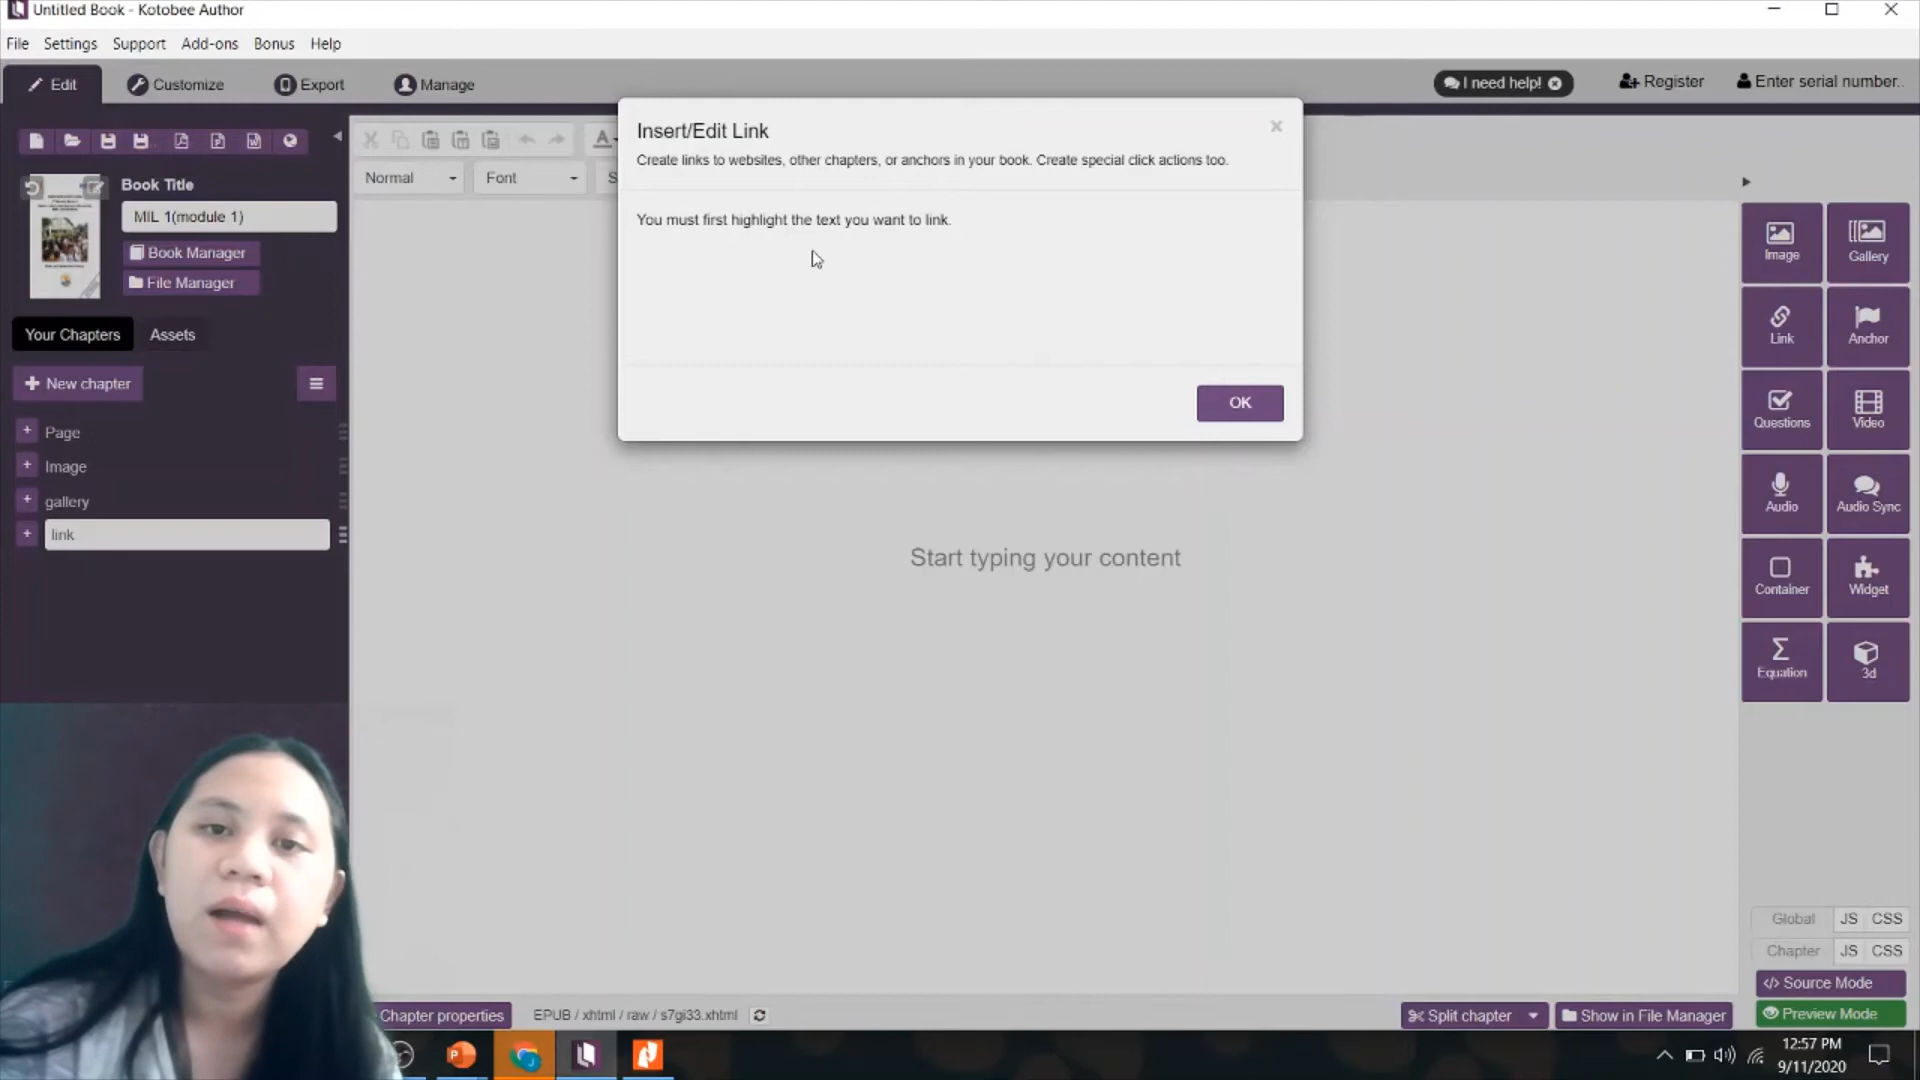 Untitled Book - Kotobee Author
File Settings Support Add-ons Bonus Help
Edit Customize Export Manage
I need help! Register Enter serial number..
Insert/Edit Link
Create links to websites, other chapters, or anchors in your book. Create special click actions too.
You must first highlight the text you want to link.
OK
Normal Font S
Book Title
MIL 1(module 1)
Book Manager
File Manager
Your Chapters Assets
New chapter
Page
Image
gallery
link
Start typing your content
Image Gallery
Link Anchor
Questions Video
Audio Audio Sync
Container Widget
Equation 3d
Global JS CSS
Chapter JS CSS
Source Mode
Preview Mode
Chapter properties EPUB / xhtml / raw / s7gi33.xhtml Split chapter Show in File Manager
12:57 PM
9/11/2020